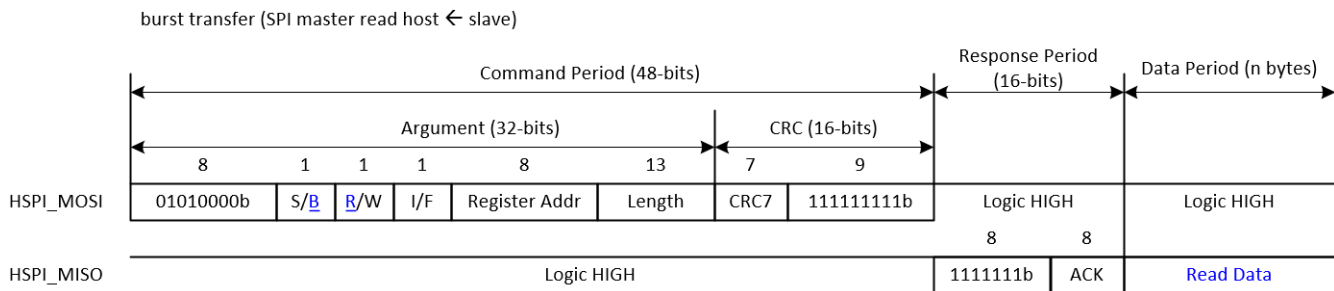 burst transfer (SPI master read host ← slave)
Command Period (48-bits)
Response Period
(16-bits)
Data Period (n bytes)
Argument (32-bits)
CRC (16-bits)
8 1 1 1 8 13 7 9
HSPI_MOSI 01010000b S/B R/W I/F Register Addr Length CRC7 111111111b Logic HIGH Logic HIGH
8 8
HSPI_MISO Logic HIGH 1111111b ACK Read Data